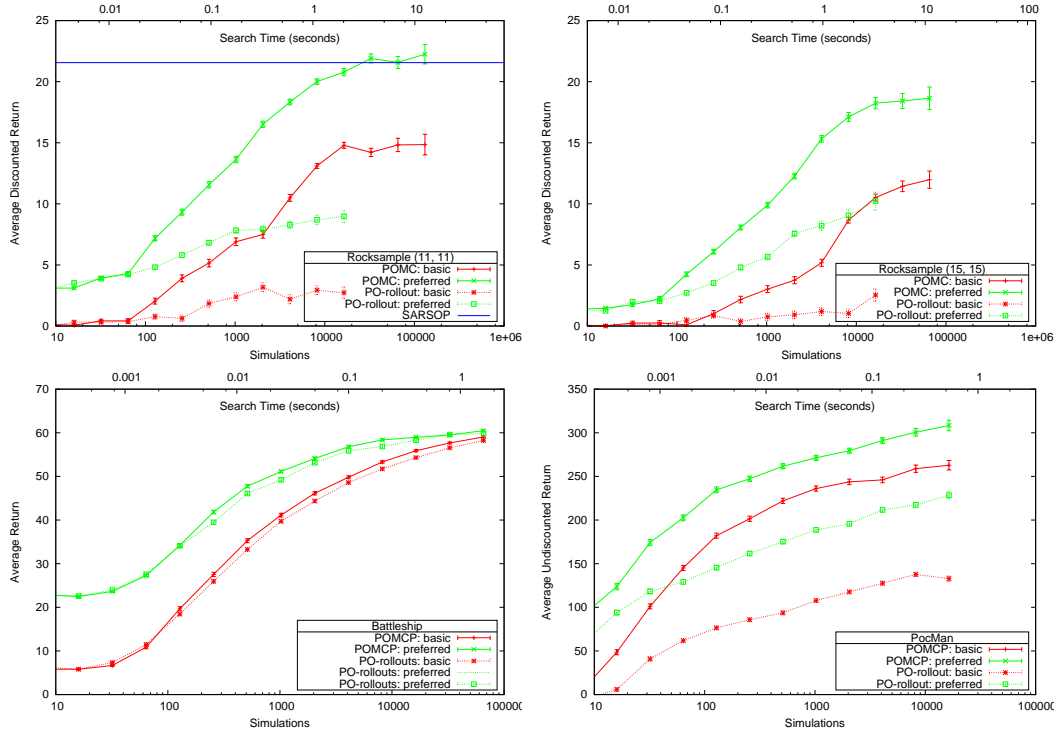 0.01 0.1 1 10
Search Time (seconds)
25
20
15
10
5
0
Average Discounted Return
Rocksample (11, 11)
POMC: basic
POMC: preferred
PO-rollout: basic
PO-rollout: preferred
SARSOP
10 100 1000 10000 100000 1e+06
Simulations
0.01 0.1 1 10 100
Search Time (seconds)
25
20
15
10
5
0
Average Discounted Return
Rocksample (15, 15)
POMC: basic
POMC: preferred
PO-rollout: basic
PO-rollout: preferred
10 100 1000 10000 100000 1e+06
Simulations
0.001 0.01 0.1 1
Search Time (seconds)
70
60
50
40
30
20
10
0
Average Return
Battleship
POMCP: basic
POMCP: preferred
PO-rollouts: basic
PO-rollouts: preferred
PO-rollouts: preferred
10 100 1000 10000
Simulations
0.001 0.01 0.1 1
Search Time (seconds)
350
300
250
200
150
100
50
0
Average Undiscounted Return
PocMan
POMCP: basic
POMCP: preferred
PO-rollout: basic
PO-rollout: preferred
10 100 1000 10000 100000
Simulations